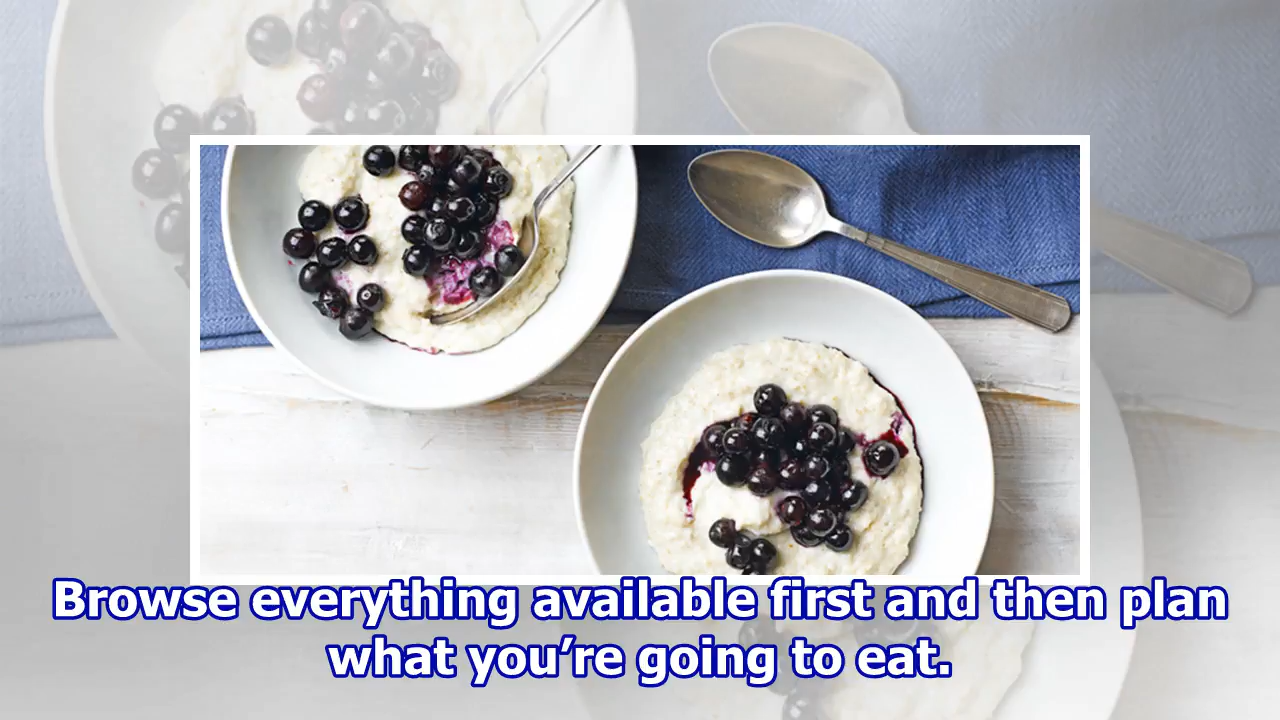 Browse everything available first and then plan
what you’re going to eat.